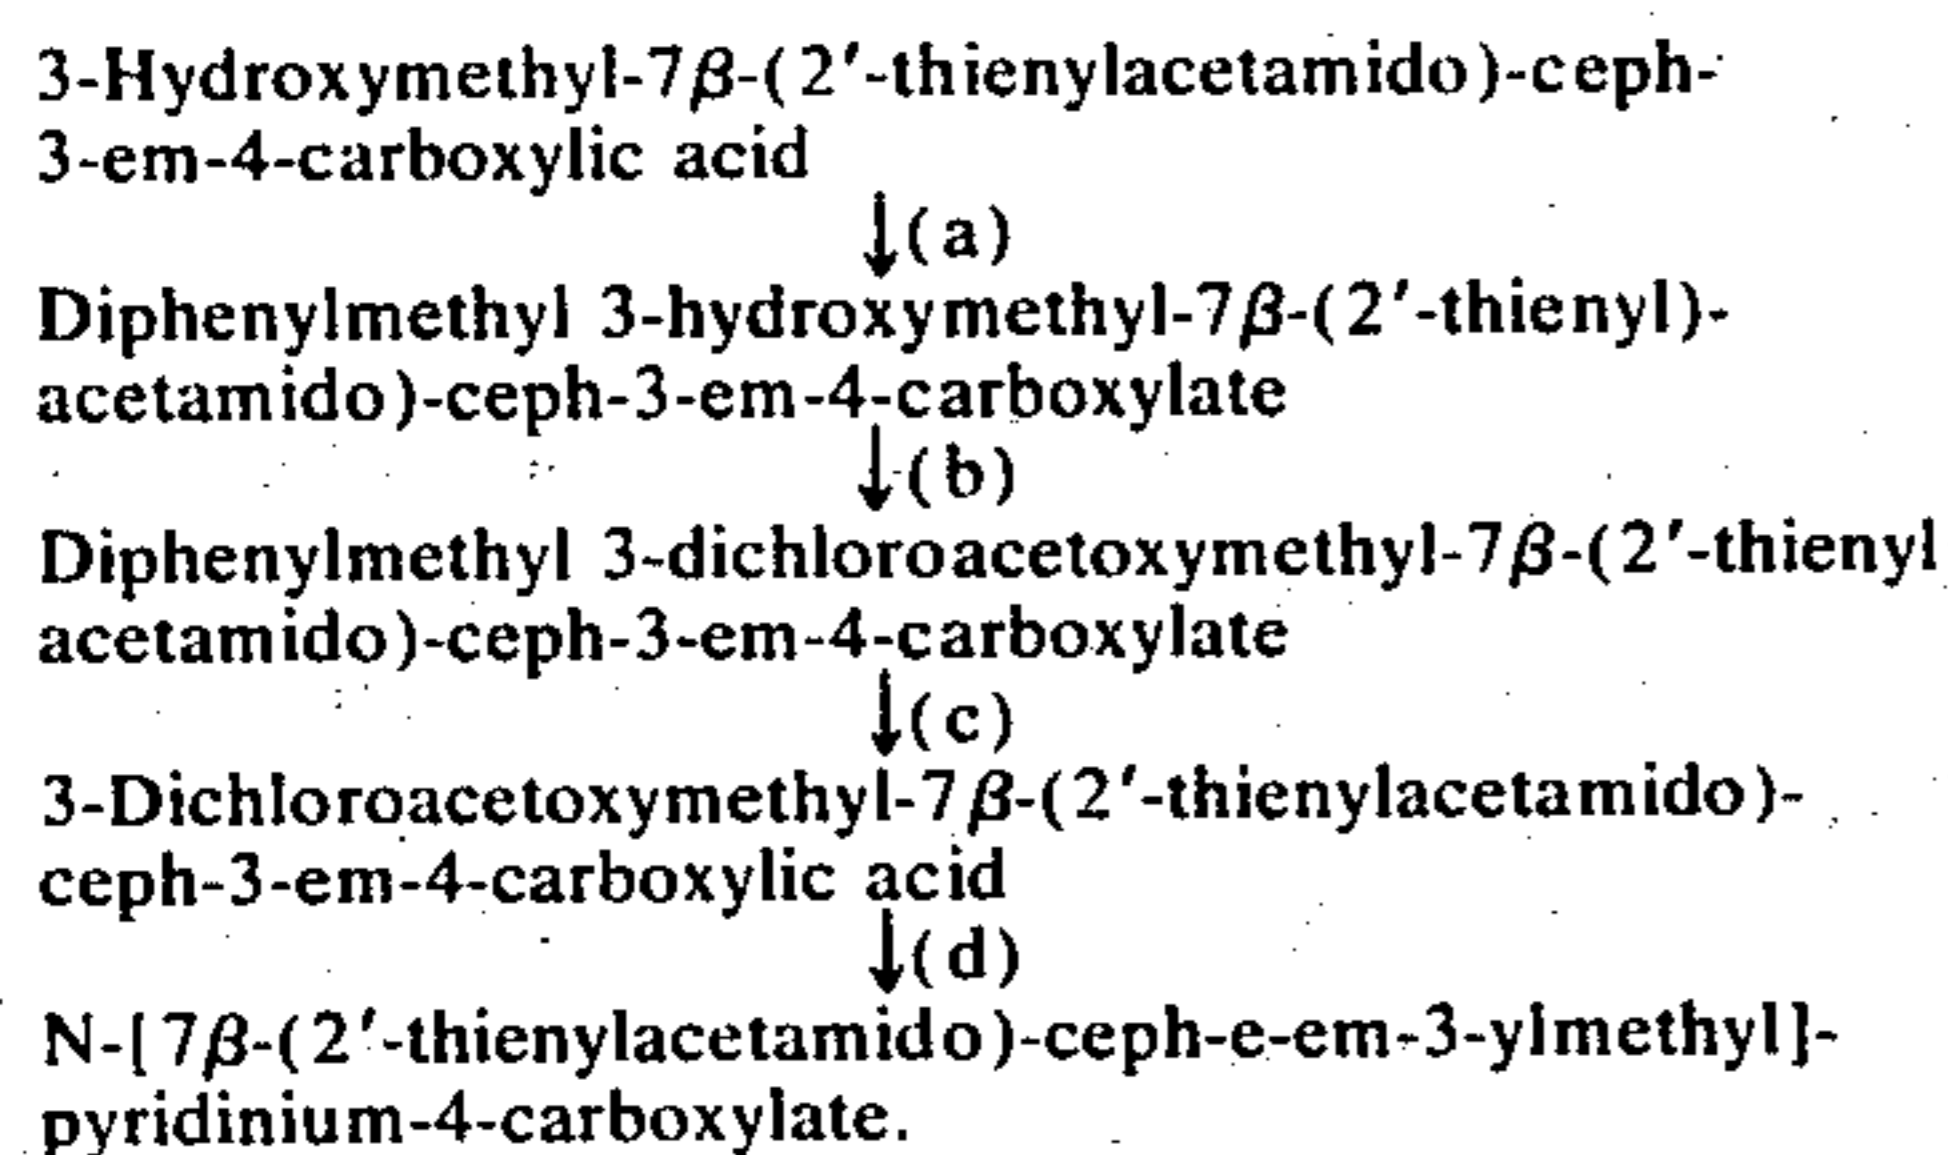 3-Hydroxymethyl-7β-(2′-thienylacetamido)-ceph-
3-em-4-carboxylic acid
↓(a)
Diphenylmethyl 3-hydroxymethyl-7β-(2′-thienyl)-
acetamido)-ceph-3-em-4-carboxylate
↓(b)
Diphenylmethyl 3-dichloroacetoxymethyl-7β-(2′-thienyl
acetamido)-ceph-3-em-4-carboxylate
↓(c)
3-Dichloroacetoxymethyl-7β-(2′-thienylacetamido)-
ceph-3-em-4-carboxylic acid
↓(d)
N-[7β-(2′-thienylacetamido)-ceph-e-em-3-ylmethyl]-
pyridinium-4-carboxylate.